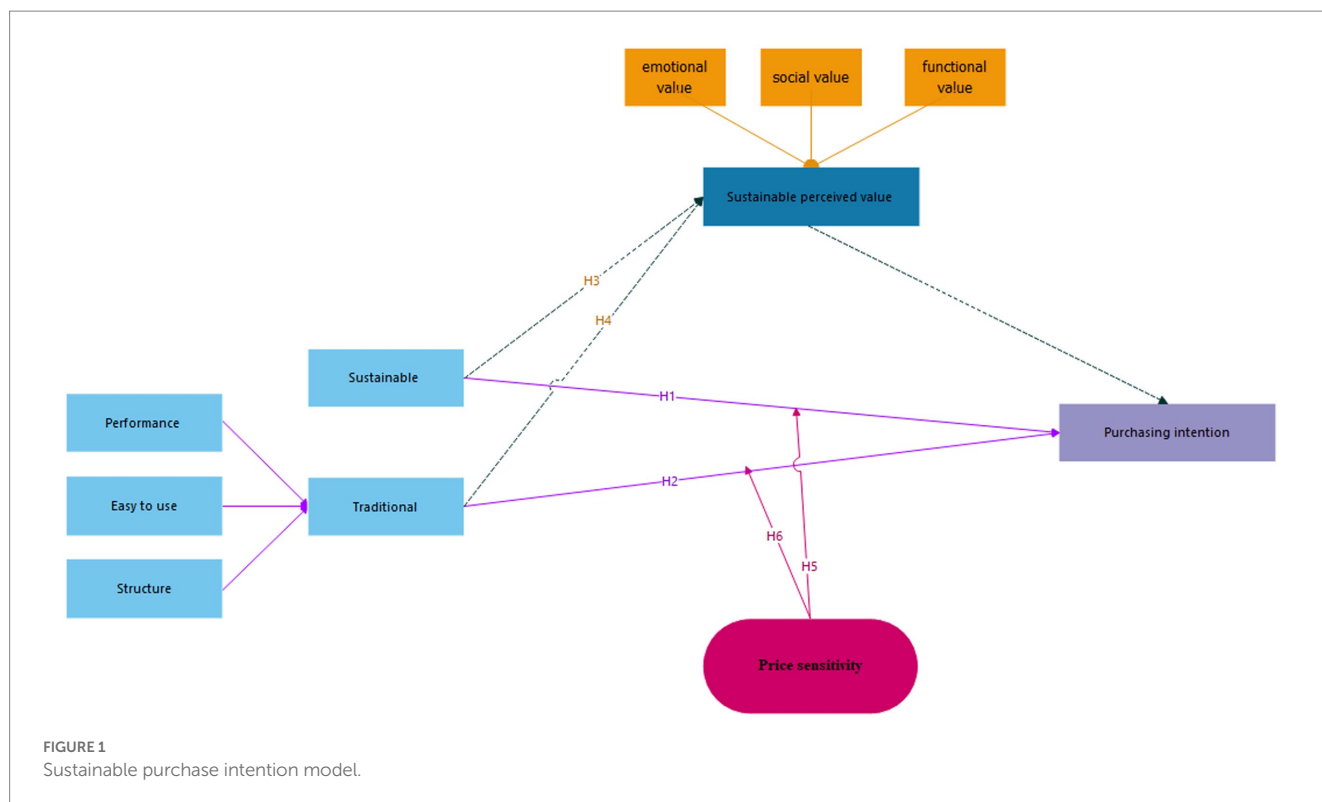 emotional
value
social value
functional
value
Sustainable perceived value
H3
H4
Sustainable
H1
Performance
Purchasing intention
H2
Easy to use
Traditional
H6
H5
Structure
Price sensitivity
FIGURE 1
Sustainable purchase intention model.